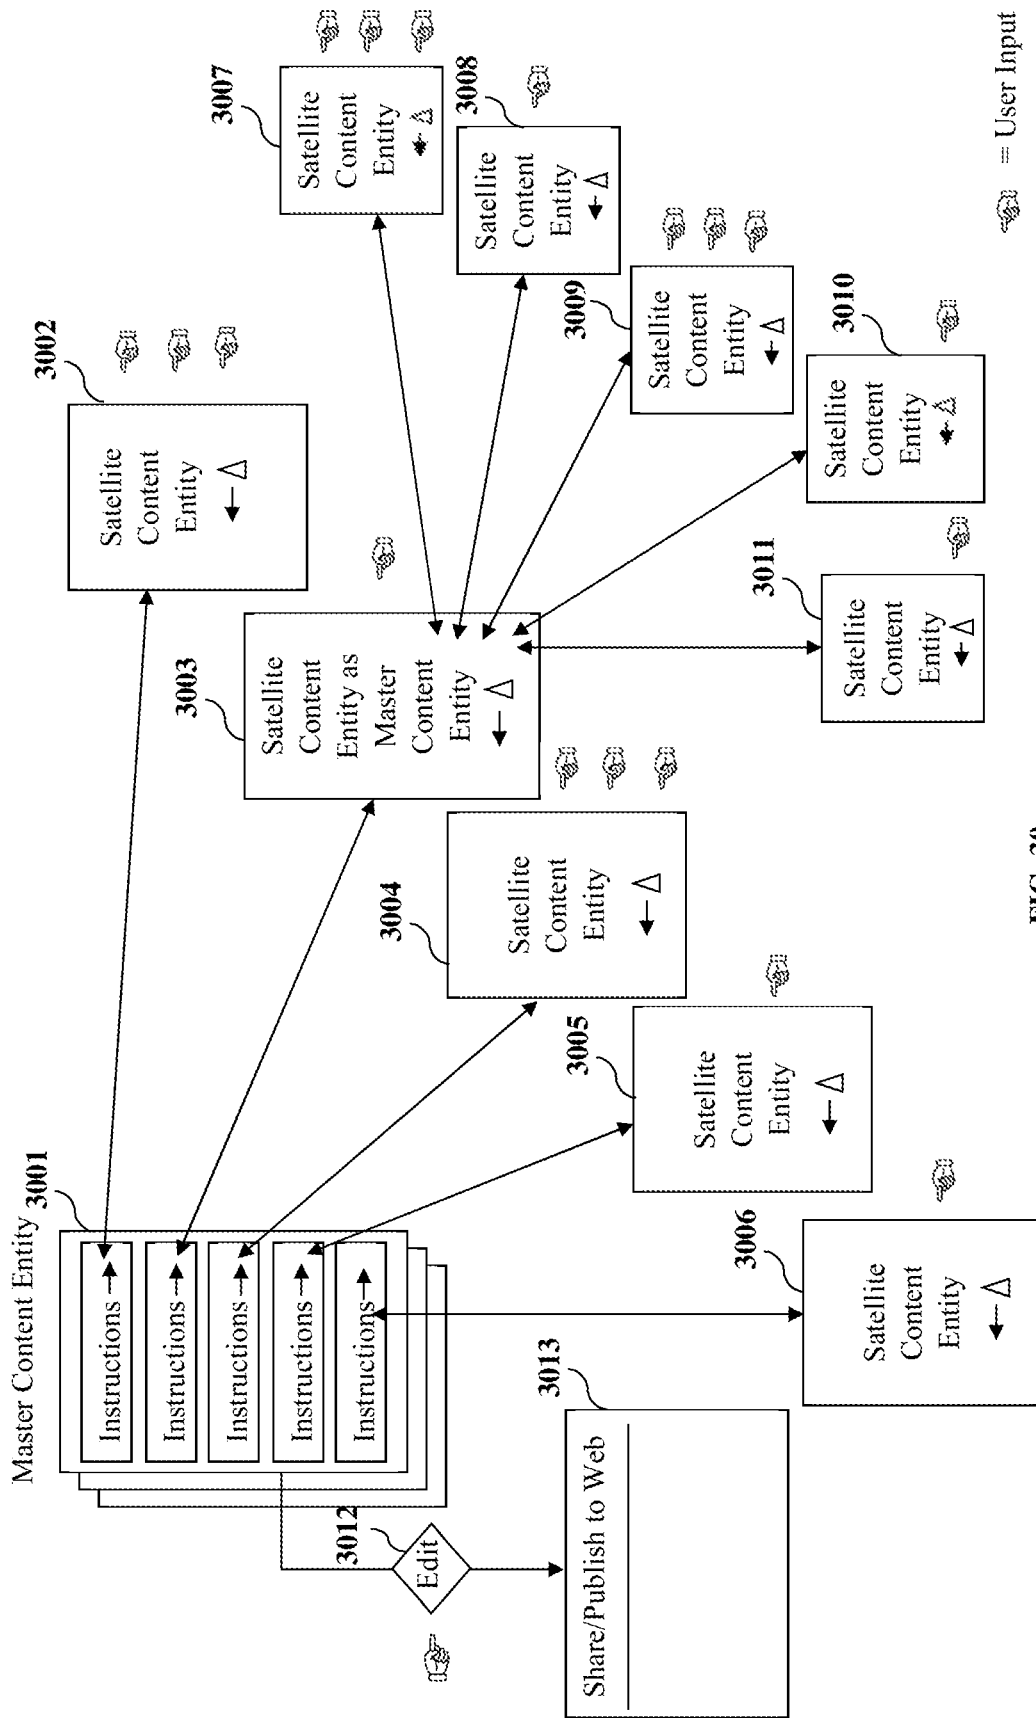 Master Content Entity
3001
Instructions
Instructions
Instructions
Instructions
Instructions
3002
Satellite
Content
Entity
Δ
3003
Satellite
Content
Entity as
Master
Content
Entity
Δ
3004
Satellite
Content
Entity
Δ
3005
Satellite
Content
Entity
Δ
3006
Satellite
Content
Entity
Δ
3007
Satellite
Content
Entity
Δ
3008
Satellite
Content
Entity
Δ
3009
Satellite
Content
Entity
Δ
3010
Satellite
Content
Entity
Δ
3011
Satellite
Content
Entity
Δ
3012
Edit
3013
Share/Publish to Web
= User Input
FIG. 30